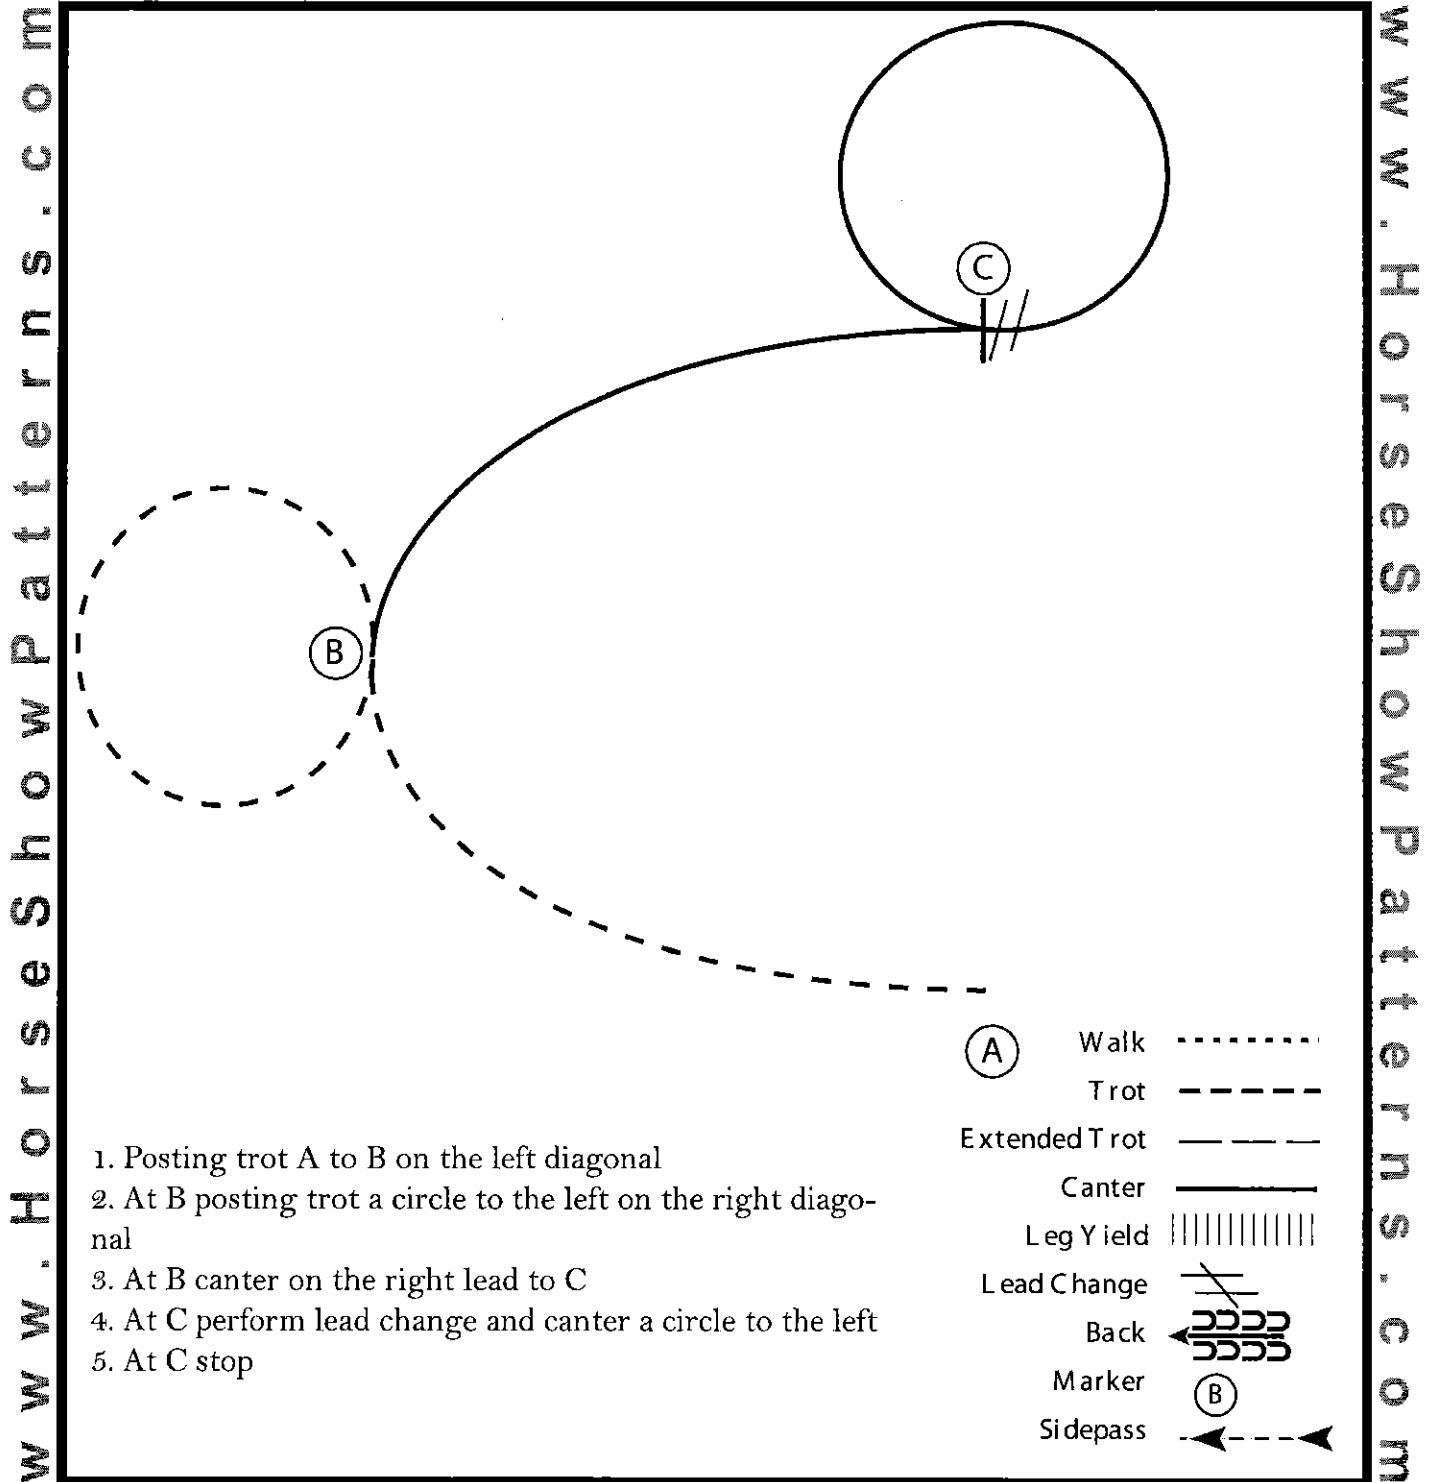 www.HorseShowPatterns.com
C
B
A
Walk
Trot
Extended Trot
Canter
Leg Yield
Lead Change
Back
Marker
B
Sidepass
1. Posting trot A to B on the left diagonal
2. At B posting trot a circle to the left on the right diago-
nal
3. At B canter on the right lead to C
4. At C perform lead change and canter a circle to the left
5. At C stop
www.HorseShowPatterns.com